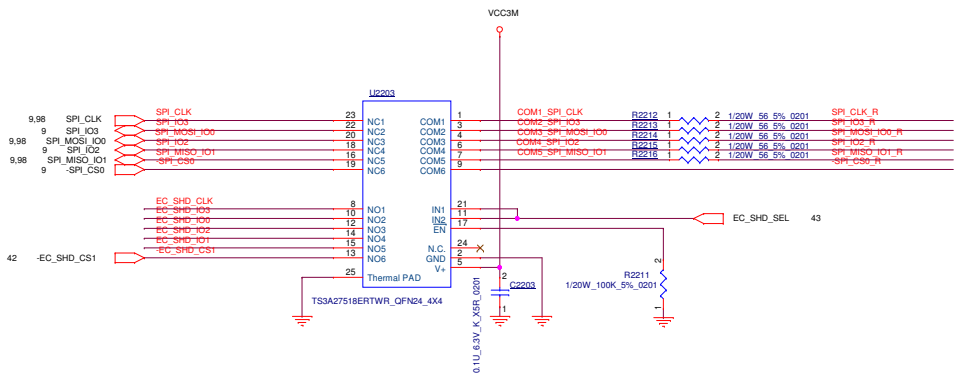 VCC3M
U2203
9,98 SPI_CLK SPI_CLK 23 NC1 COM1 1 COM1_SPI_CLK R2212 1 2 1/20W_56_5%_0201 SPI_CLK_R
9 SPI_IO3 SPI_IO3 22 NC2 COM2 3 COM2_SPI_IO3 R2213 1 2 1/20W_56_5%_0201 SPI_IO3_R
9,98 SPI_MOSI_IO0 SPI_MOSI_IO0 20 NC3 COM3 4 COM3_SPI_MOSI_IO0 R2214 1 2 1/20W_56_5%_0201 SPI_MOSI_IO0_R
9 SPI_IO2 SPI_IO2 18 NC4 COM4 6 COM4_SPI_IO2 R2215 1 2 1/20W_56_5%_0201 SPI_IO2_R
9,98 SPI_MISO_IO1 SPI_MISO_IO1 16 NC5 COM5 7 COM5_SPI_MISO_IO1 R2216 1 2 1/20W_56_5%_0201 SPI_MISO_IO1_R
9 -SPI_CS0 -SPI_CS0 19 NC6 COM6 9 -SPI_CS0_R
EC_SHD_CLK 8 NO1 IN1 21
EC_SHD_IO3 10 NO2 IN2 11 EC_SHD_SEL 43
EC_SHD_IO0 12 NO3 EN 17
EC_SHD_IO2 14 NO4
EC_SHD_IO1 15 NO5 N.C. 24
42 -EC_SHD_CS1 -EC_SHD_CS1 13 NO6 GND 2
V+ 5
25 Thermal PAD
2 C2203 1
0.1U_6.3V_K_X5R_0201
2 R2211
1/20W_100K_5%_0201
1
TS3A27518ERTWR_QFN24_4X4